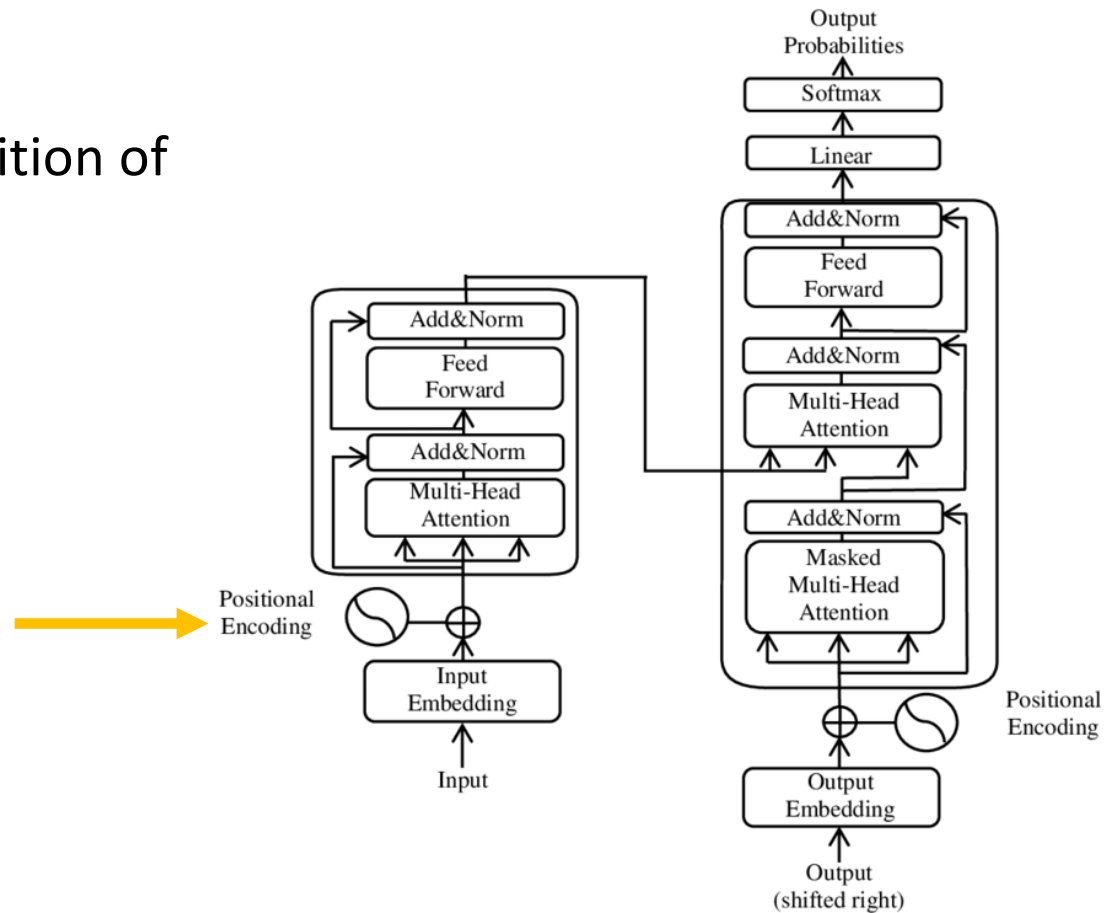 ition of
Output
Probabilities
Softmax
Linear
Add&Norm
Feed
Forward
Add&Norm
Multi-Head
Attention
Add&Norm
Masked
Multi-Head
Attention
Positional
Encoding
Output
Embedding
Output
(shifted right)
Add&Norm
Feed
Forward
Add&Norm
Multi-Head
Attention
Positional
Encoding
Input
Embedding
Input